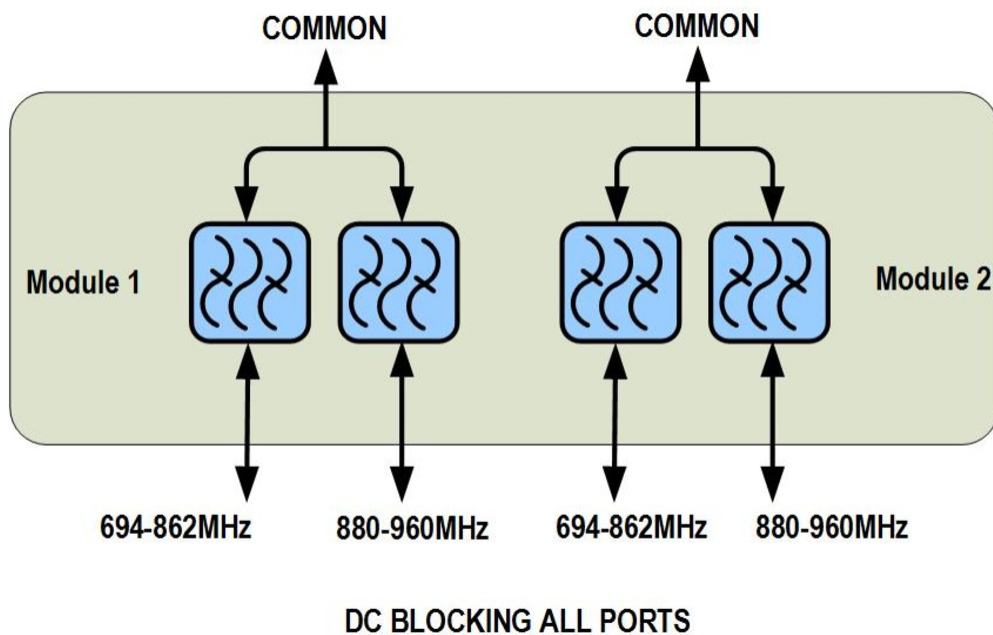 COMMON COMMON
Module 1 Module 2
694-862MHz 880-960MHz 694-862MHz 880-960MHz
DC BLOCKING ALL PORTS